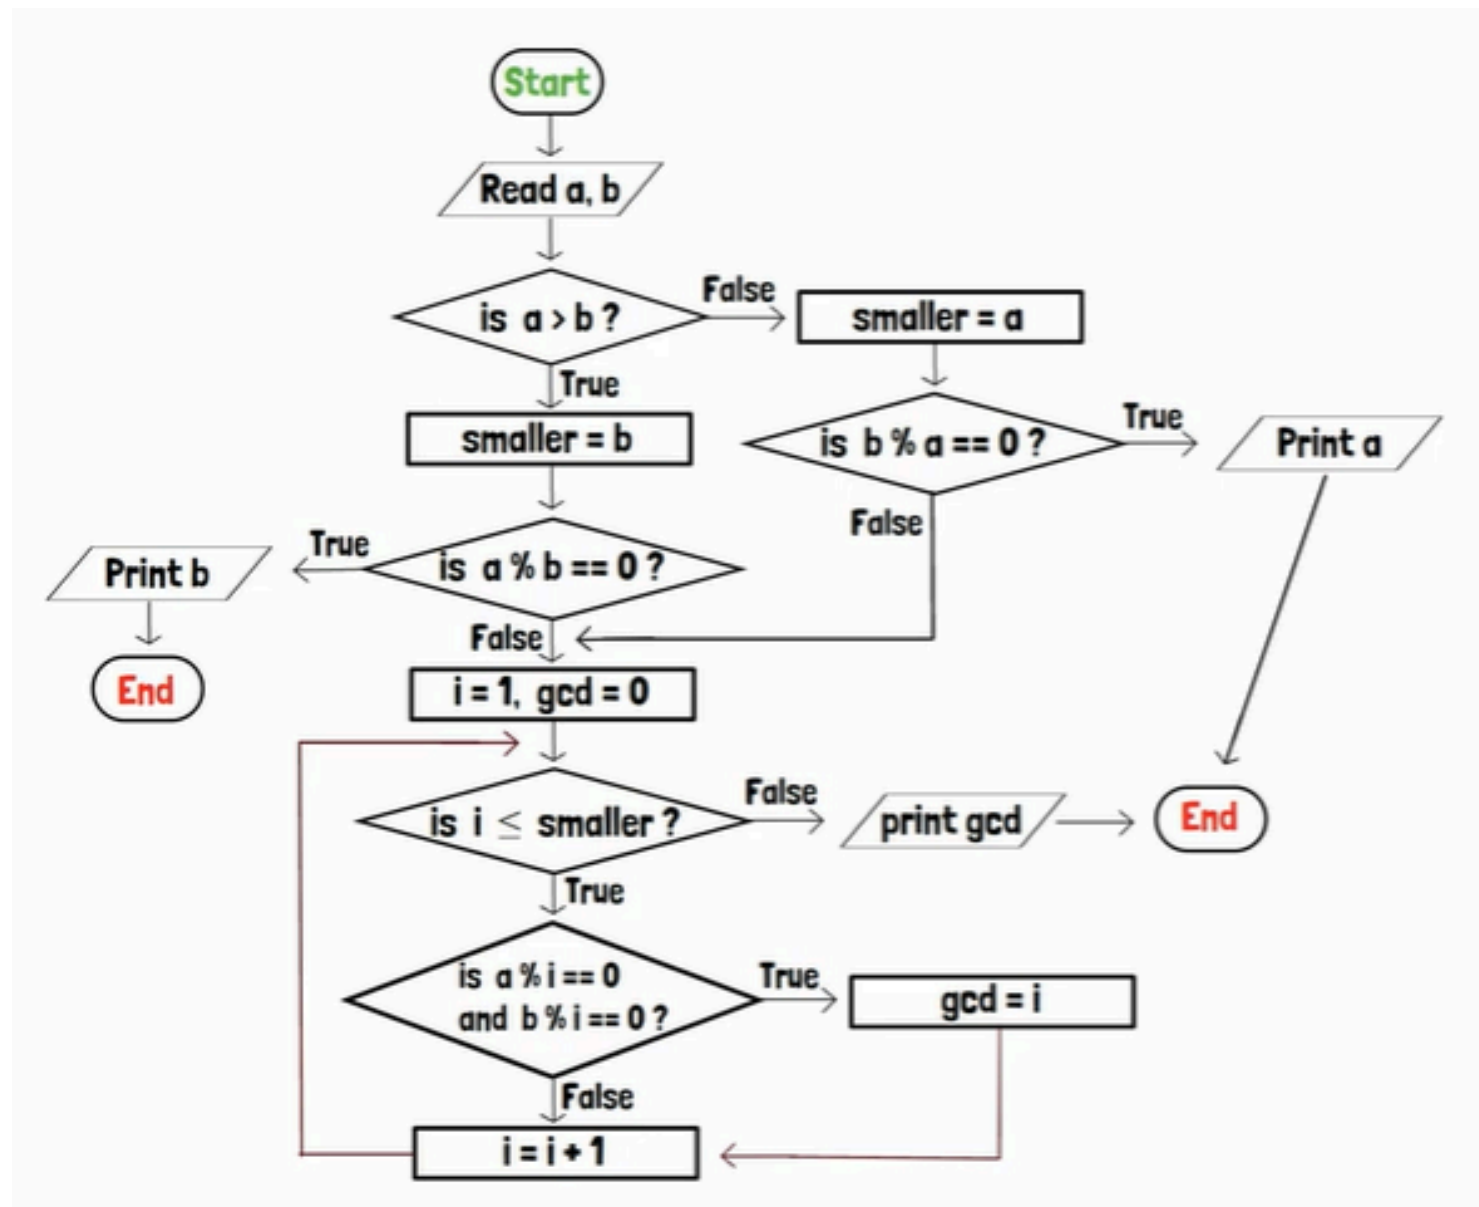 Start
Read a, b
is a > b ?
False
smaller = a
True
smaller = b
is b % a == 0 ?
True
Print a
False
is a % b == 0 ?
True
Print b
End
False
i = 1, gcd = 0
is i ≤ smaller ?
False
print gcd
End
True
is a % i == 0
and b % i == 0 ?
True
gcd = i
False
i = i + 1